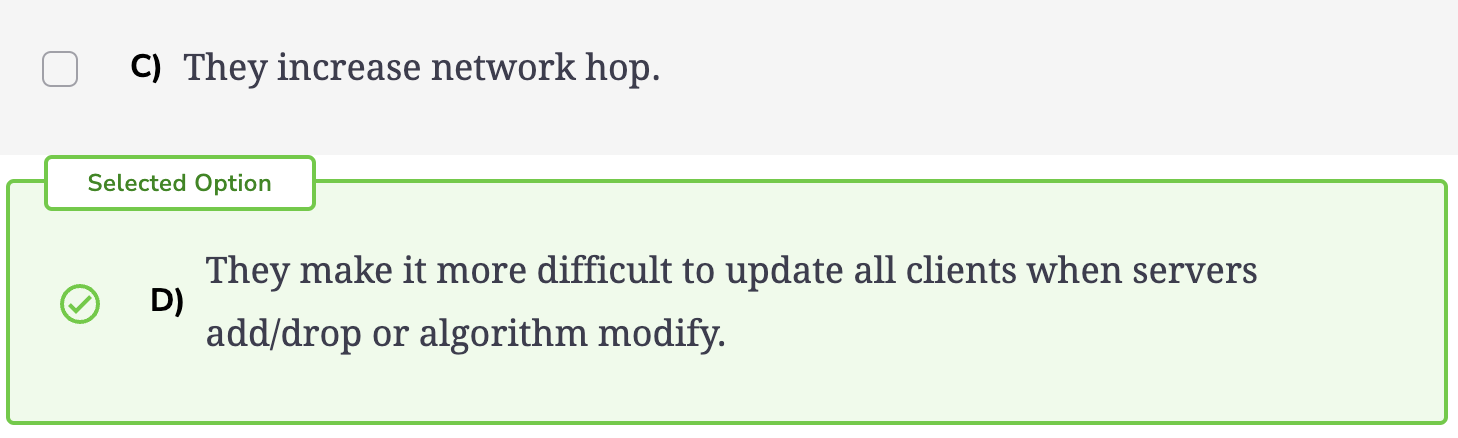 C) They increase network hop.
Selected Option
They make it more difficult to update all clients when servers
D)
add/drop or algorithm modify.